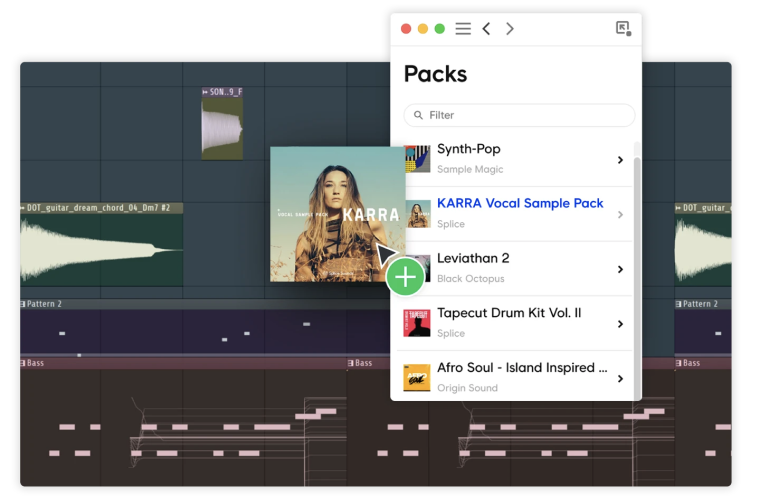 Packs
Filter
SON..9_F
Synth-Pop
Sample Magic
VOCAL SAMPLE PACK KARRA
KARRA Vocal Sample Pack
Splice
DOT_guitar_dream_chord_04_Dm7 #2
DOT_guitar_
Leviathan 2
Black Octopus
Pattern 2
Pattern 2
Tapecut Drum Kit Vol. II
Splice
TAPECUT
Bass
Bass
Bass
Afro Soul - Island Inspired ...
Origin Sound